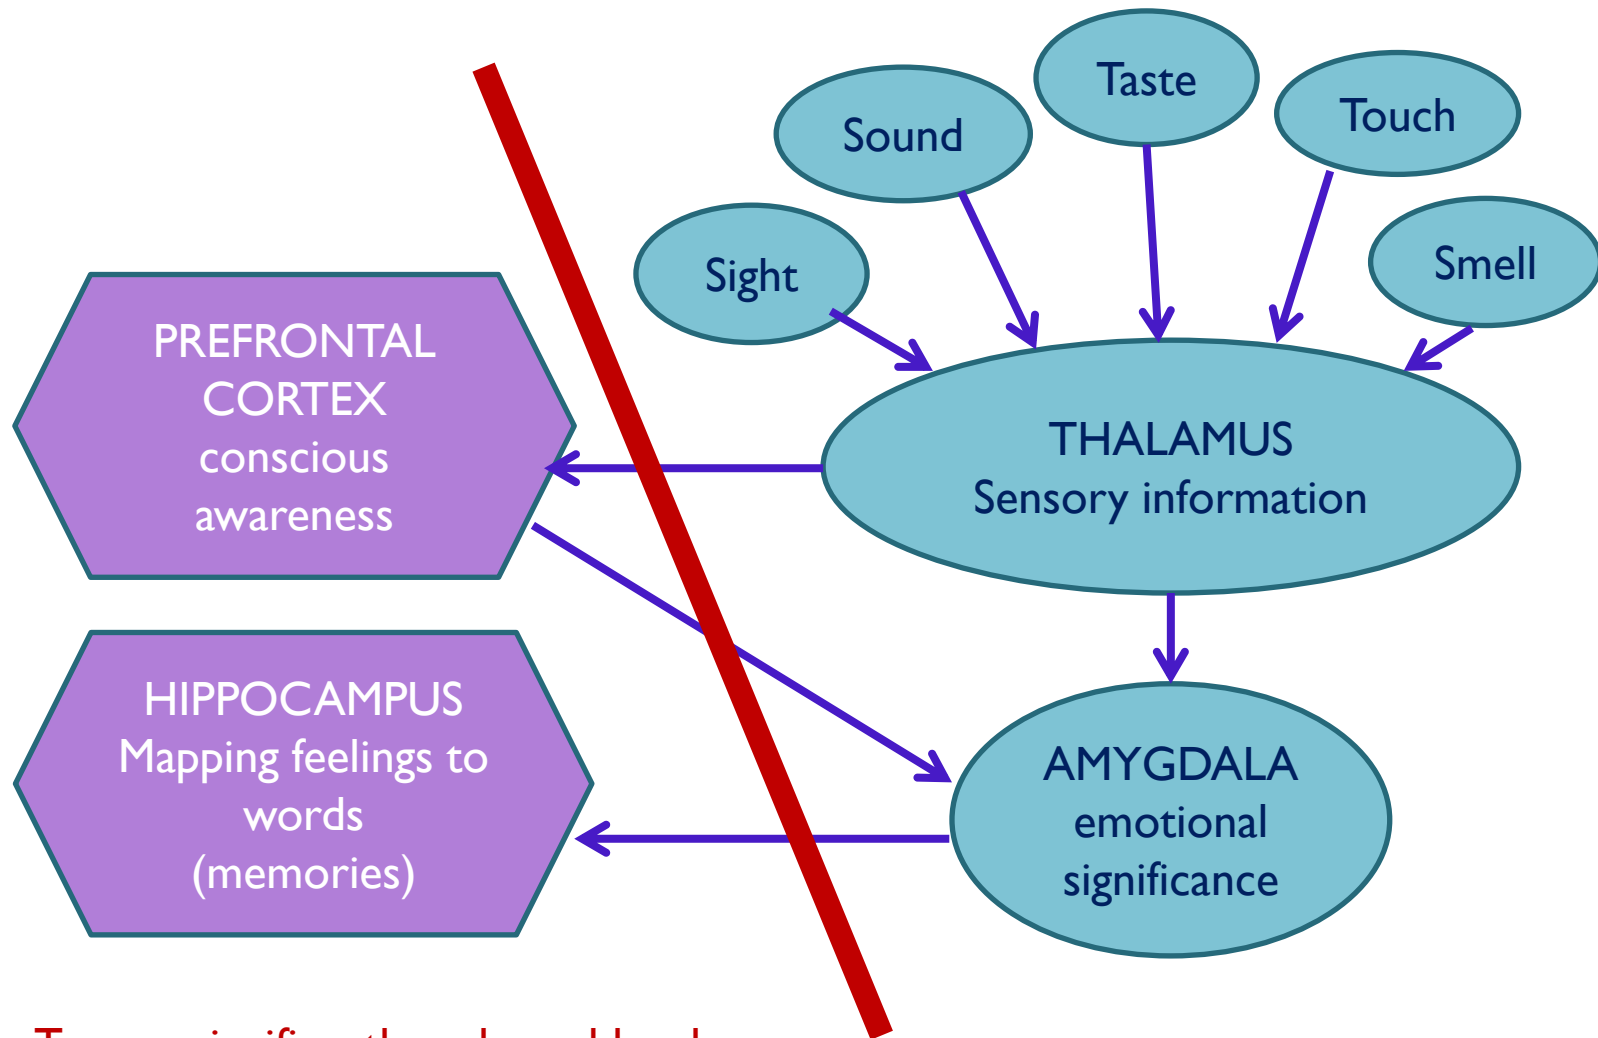 Taste
Touch
Sound
Smell
Sight
PREFRONTAL
CORTEX
conscious
awareness
THALAMUS
Sensory information
HIPPOCAMPUS
Mapping feelings to
words
(memories)
AMYGDALA
emotional
significance